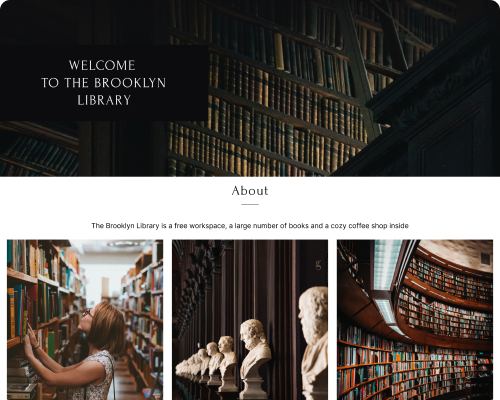 WELCOME
TO THE BROOKLYN
LIBRARY
About
The Brooklyn Library is a free workspace, a large number of books and a cozy coffee shop inside
g